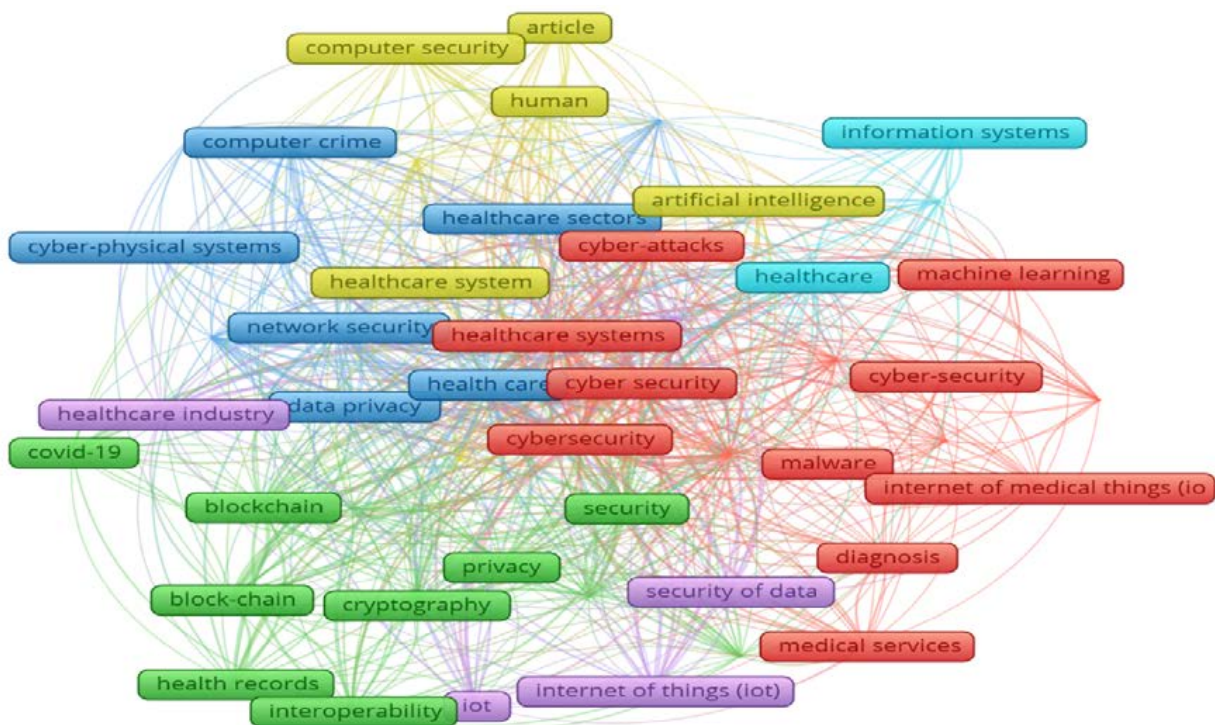 article
computer security
human
information systems
computer crime
artificial intelligence
healthcare sectors
cyber-physical systems
cyber-attacks
machine learning
healthcare
healthcare system
network security
healthcare systems
cyber-security
health care
cyber security
data privacy
healthcare industry
cybersecurity
covid-19
malware
internet of medical things (io
blockchain
security
diagnosis
privacy
security of data
block-chain
cryptography
medical services
health records
internet of things (iot)
iot
interoperability